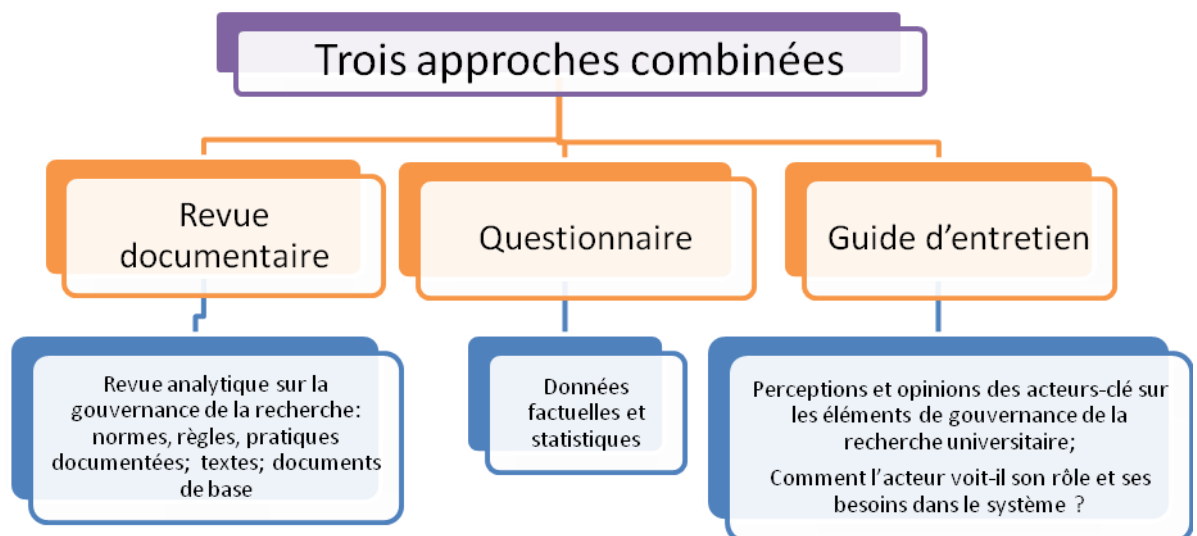 Trois approches combinées
Revue
documentaire
Questionnaire
Guide d’entretien
Revue analytique sur la
gouvernance de la recherche:
normes, règles, pratiques
documentées; textes; documents
de base
Données
factuelles et
statistiques
Perceptions et opinions des acteurs-clé sur
les éléments de gouvernance de la
recherche universitaire;
Comment l’acteur voit-il son rôle et ses
besoins dans le système ?